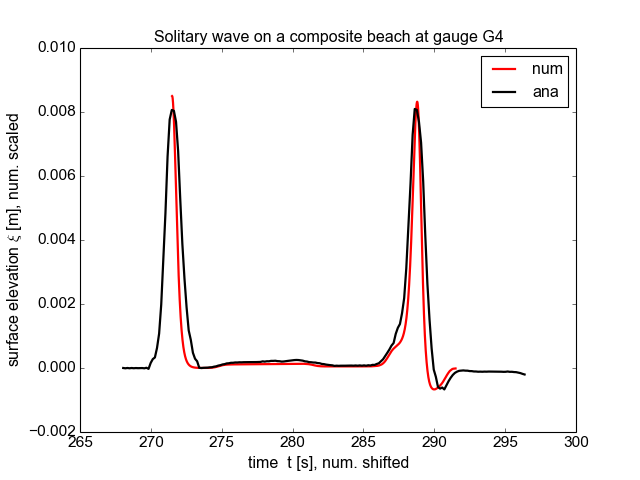 Solitary wave on a composite beach at gauge G4
surface elevation ξ [m], num. scaled
0.010
0.008
0.006
0.004
0.002
0.000
−0.002
num
ana
265 270 275 280 285 290 295 300
time t [s], num. shifted